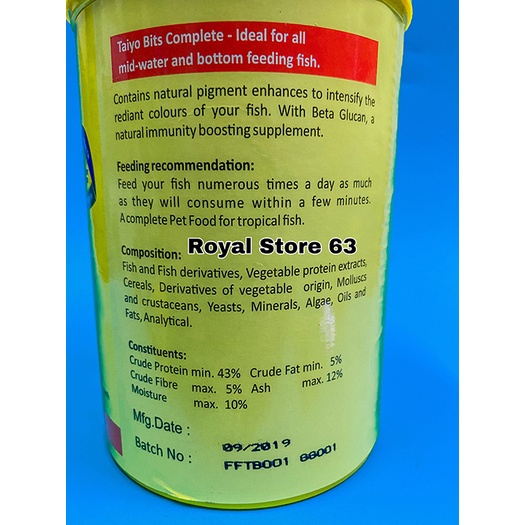 Taiyo Bits Complete - Ideal for all
mid-water and bottom feeding fish.
Contains natural pigment enhances to intensify the
rediant colours of your fish. With Beta Glucan, a
natural immunity boosting supplement.
Feeding recommendation:
Feed your fish numerous times a day as much
as they will consume within a few minutes.
A complete Pet Food for tropical fish.
Royal Store 63
Composition:
Fish and Fish derivatives, Vegetable protein extracts,
Cereals, Derivatives of vegetable origin, Molluscs
and crustaceans, Yeasts, Minerals, Algae, Oils and
Fats, Analytical.
Constituents:
Crude Protein min. 43% Crude Fat min. 5%
Crude Fibre max. 5% Ash max. 12%
Moisture max. 10%
Mfg.Date : 09/2019
Batch No : FFTB001